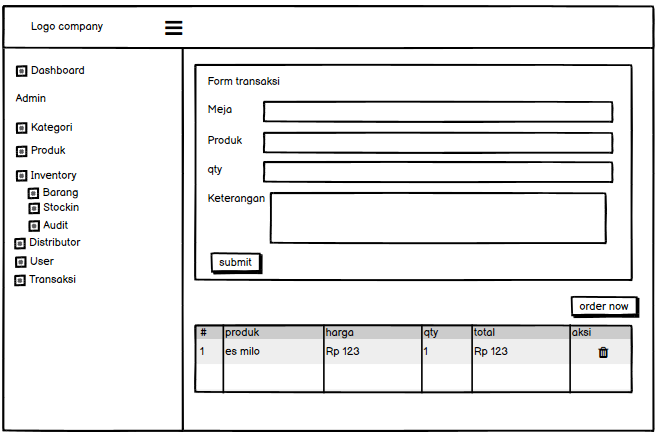 Logo company
Dashboard
Admin
Kategori
Produk
Inventory
Barang
Stockin
Audit
Distributor
User
Transaksi
Form transaksi
Meja
Produk
qty
Keterangan
submit
order now
# produk harga qty total aksi
1 es milo Rp 123 1 Rp 123